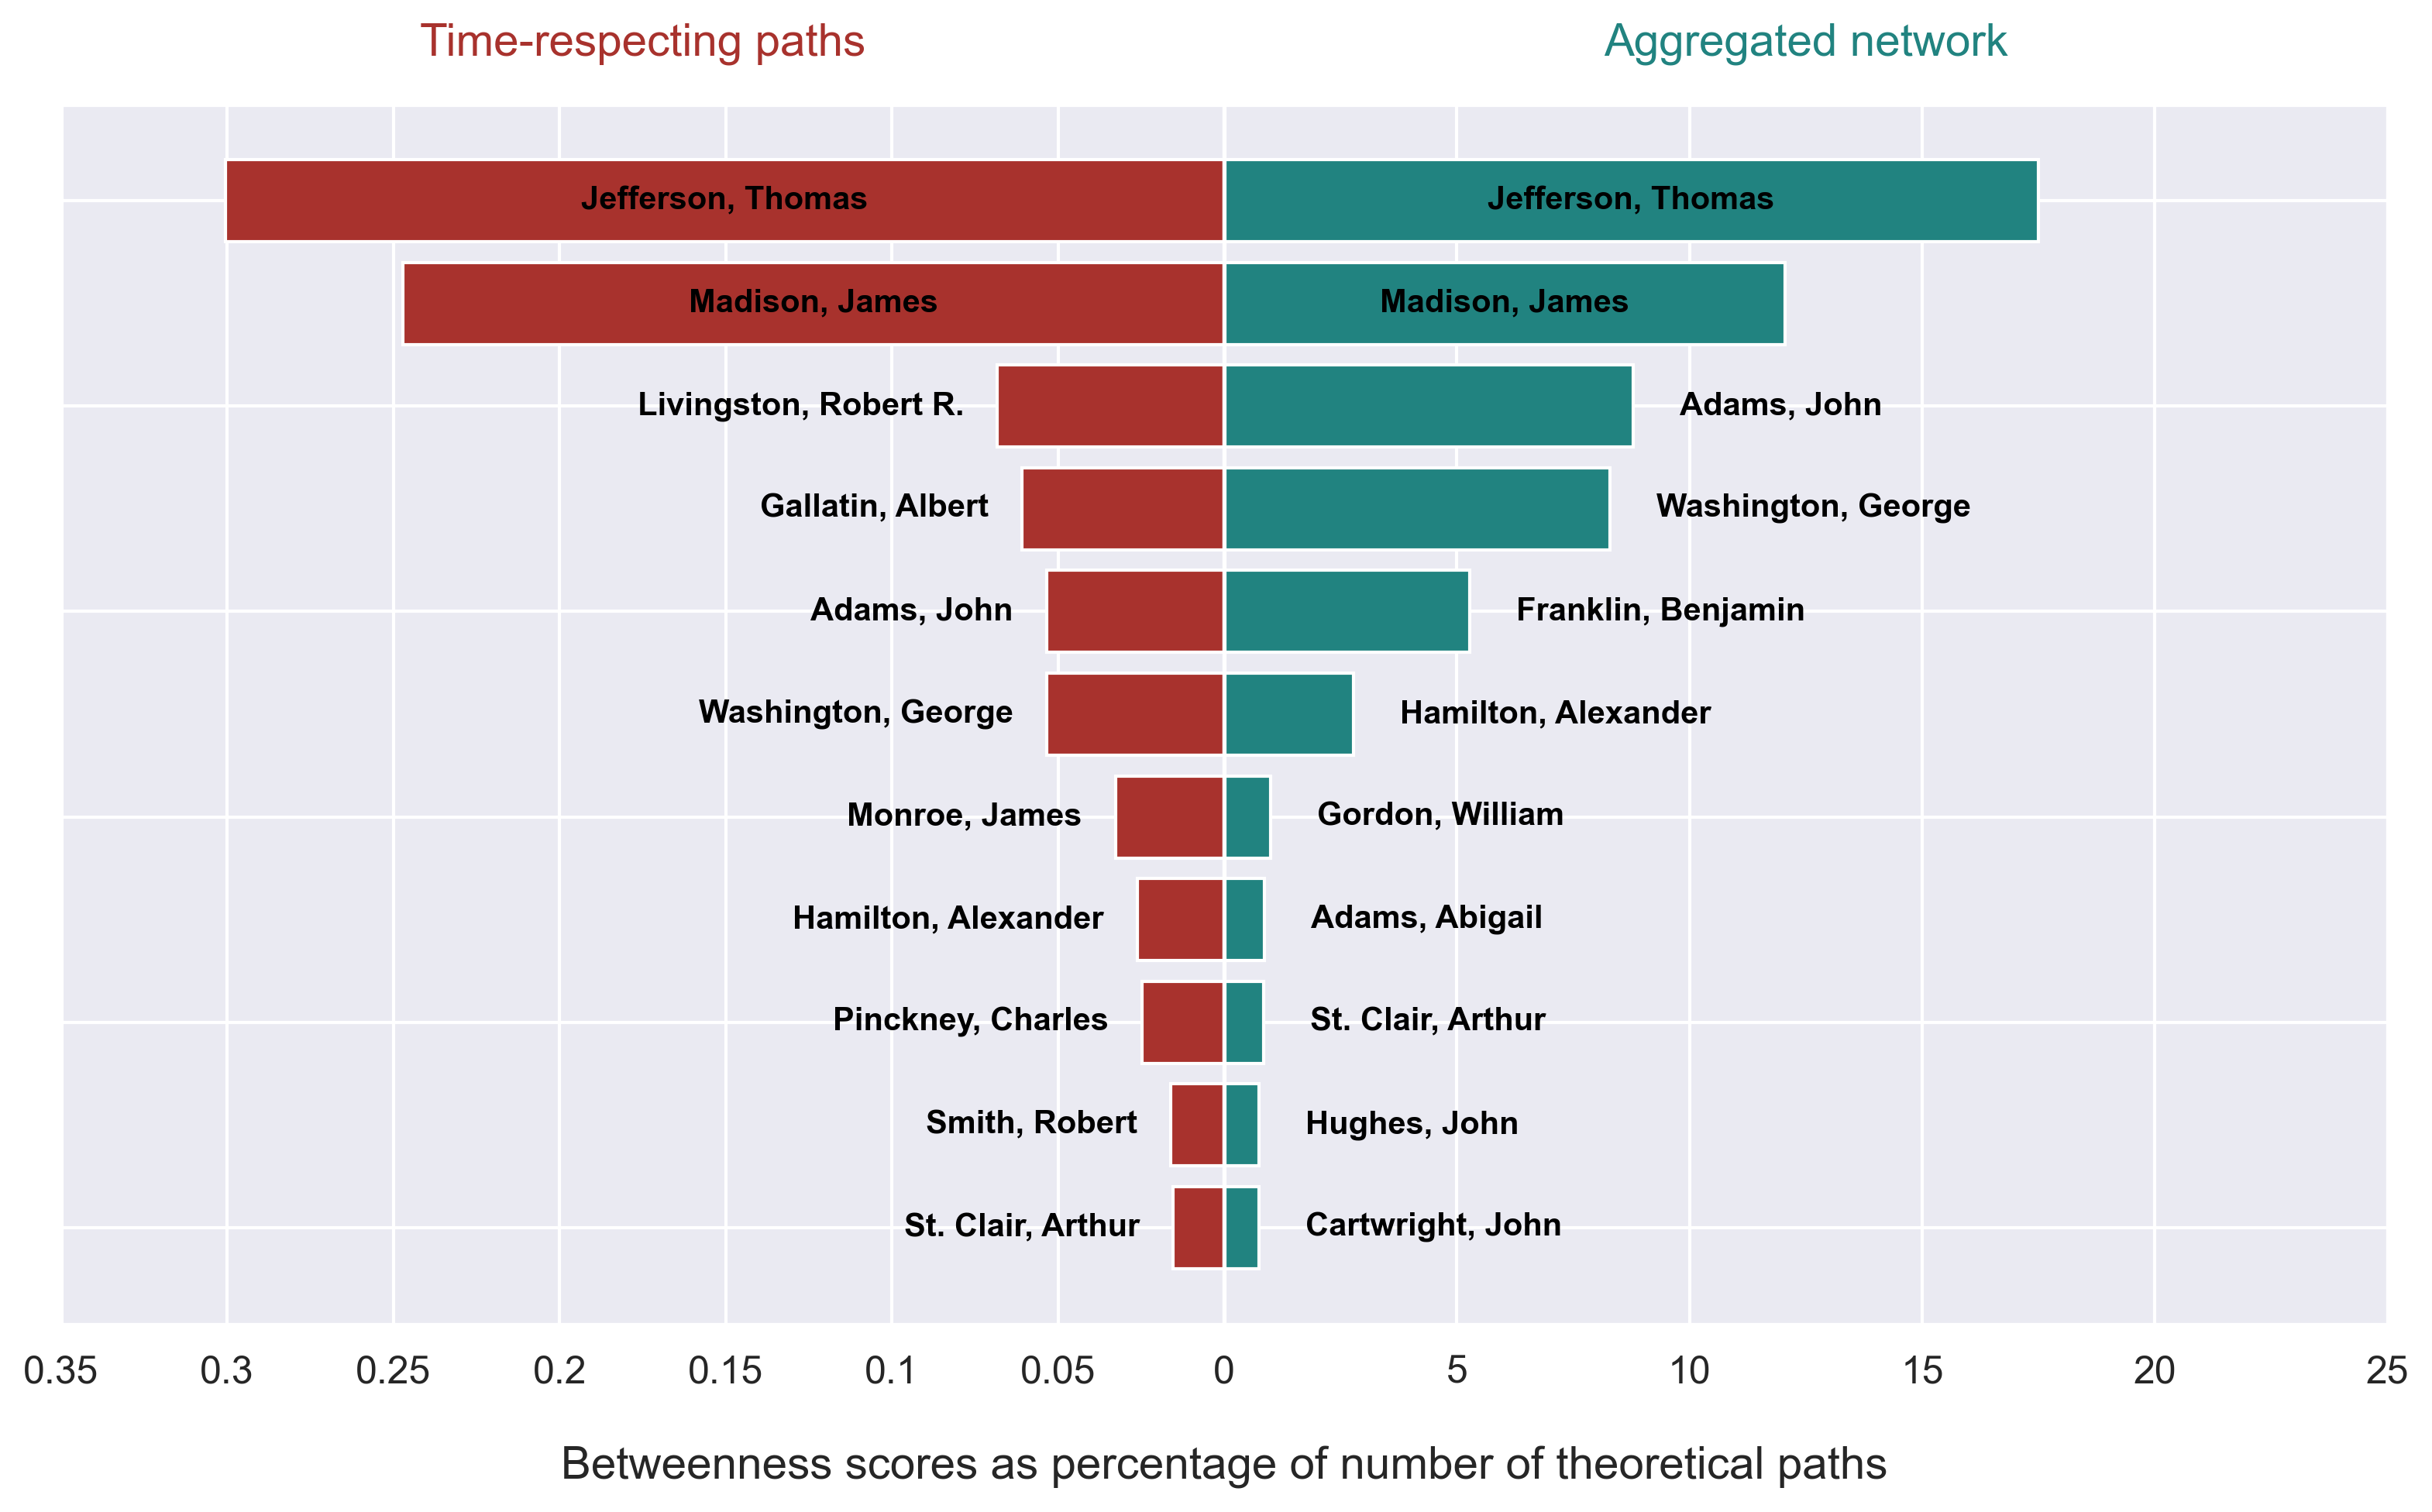 Time-respecting paths Aggregated network
Jefferson, Thomas Jefferson, Thomas
Madison, James Madison, James
Livingston, Robert R. Adams, John
Gallatin, Albert Washington, George
Adams, John Franklin, Benjamin
Washington, George Hamilton, Alexander
Monroe, James Gordon, William
Hamilton, Alexander Adams, Abigail
Pinckney, Charles St. Clair, Arthur
Smith, Robert Hughes, John
St. Clair, Arthur Cartwright, John
0.35 0.3 0.25 0.2 0.15 0.1 0.05 0 5 10 15 20 25
Betweenness scores as percentage of number of theoretical paths